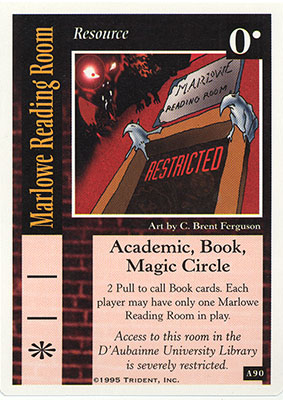 Marlowe Reading Room
Resource
0•
MARLOWE
READING ROOM
RESTRICTED
Art by C. Brent Ferguson
Academic, Book,
Magic Circle
2 Pull to call Book cards. Each
player may have only one Marlowe
Reading Room in play.
Access to this room in the
D'Aubainne University Library
is severely restricted.
©1995 TRIDENT, INC.
A90